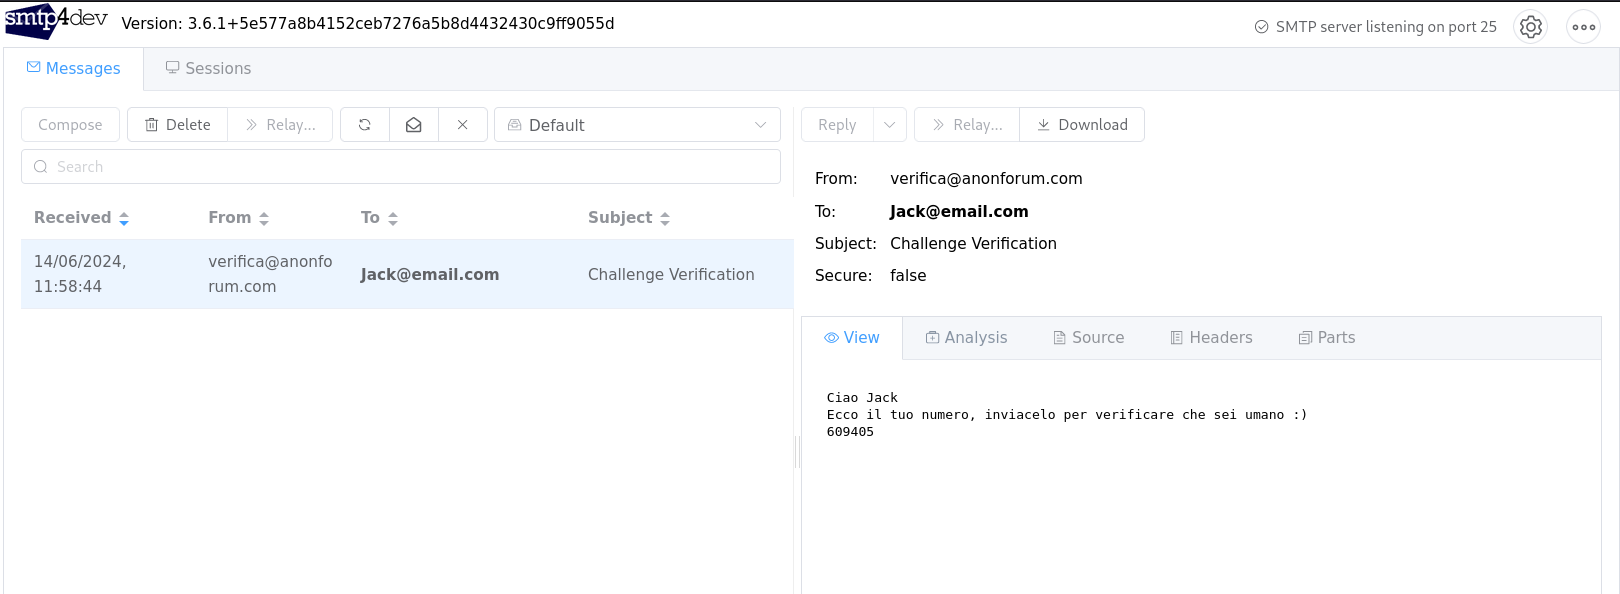 smtp4dev Version: 3.6.1+5e577a8b4152ceb7276a5b8d4432430c9ff9055d SMTP server listening on port 25
Messages Sessions
Compose Delete Relay... Default
Search
Received From To Subject
14/06/2024, 11:58:44 verifica@anonfo rum.com Jack@email.com Challenge Verification
Reply Relay... Download
From: verifica@anonforum.com
To: Jack@email.com
Subject: Challenge Verification
Secure: false
View Analysis Source Headers Parts
Ciao Jack
Ecco il tuo numero, inviacelo per verificare che sei umano :)
609405